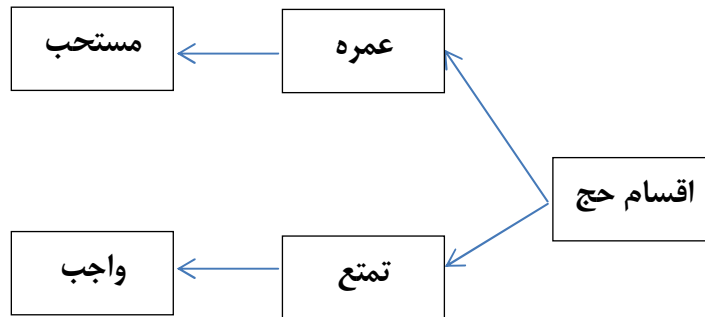 اقسام حج
عمره
مستحب
تمتع
واجب